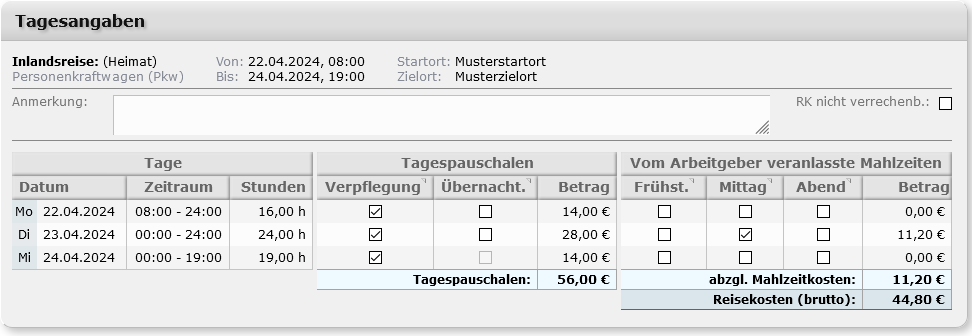 Tagesangaben
Inlandsreise: (Heimat) Von: 22.04.2024, 08:00 Startort: Musterstartort
Personenkraftwagen (Pkw) Bis: 24.04.2024, 19:00 Zielort: Musterzielort
Anmerkung: RK nicht verrechenb.:
Tage Tagespauschalen Vom Arbeitgeber veranlasste Mahlzeiten
Datum Zeitraum Stunden Verpflegung Übernacht. Betrag Frühst. Mittag Abend Betrag
Mo 22.04.2024 08:00 - 24:00 16,00 h 14,00 € 0,00 €
Di 23.04.2024 00:00 - 24:00 24,00 h 28,00 € 11,20 €
Mi 24.04.2024 00:00 - 19:00 19,00 h 14,00 € 0,00 €
Tagespauschalen: 56,00 € abzgl. Mahlzeitkosten: 11,20 €
Reisekosten (brutto): 44,80 €